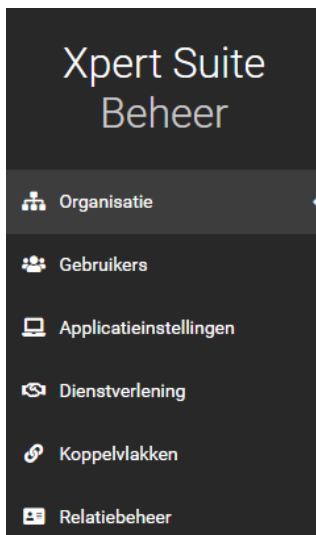 Xpert Suite
Beheer
Organisatie
Gebruikers
Applicatieinstellingen
Dienstverlening
Koppelvlakken
Relatiebeheer